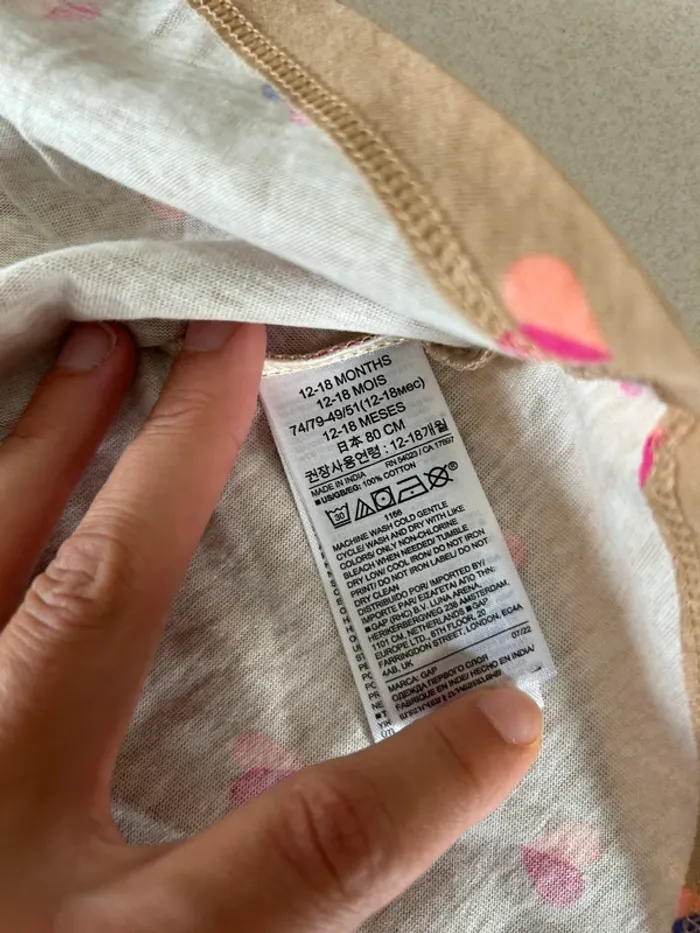 12-18 MONTHS
12-18 MOIS
74/79-49/51(12-18мес)
12-18 MESES
日本 80 CM
권장사용연령 : 12-18개월
MADE IN INDIA RN 54023 / CA 17897
■US/GB/EG: 100% COTTON
30 ®
1166
MACHINE WASH COLD GENTLE
CYCLE/ WASH AND DRY WITH LIKE
COLORS/ ONLY NON-CHLORINE
BLEACH WHEN NEEDED/ TUMBLE
DRY LOW/ COOL IRON/ DO NOT IRON
PRINT/ DO NOT IRON LABEL/ DO NOT
DRY CLEAN
DISTRIBUIDO POR/ IMPORTED BY/
IMPORTE PAR/ ΕΙΣΑΓΕΤΑΙ ΑΠΟ ΤΗΝ:
■GAP (RHC) B.V. LUNA ARENA,
HERIKERBERGWEG 238 AMSTERDAM,
1101 CM, NETHERLANDS ■GAP
EUROPE LTD., 6TH FLOOR, 20
FARRINGDON STREET, LONDON, EC4A
4AB, UK 07/22
MARCA: GAP
ОДЕЖДА ПЕРВОГО СЛОЯ
FABRIQUE EN INDE/ HECHO EN INDIA/